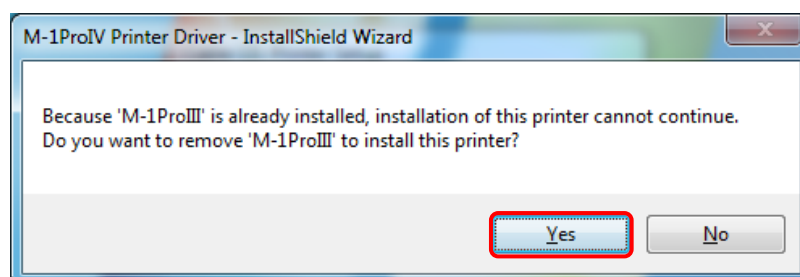 M-1ProIV Printer Driver - InstallShield Wizard
Because 'M-1ProⅢ' is already installed, installation of this printer cannot continue.
Do you want to remove 'M-1ProⅢ' to install this printer?
Yes No